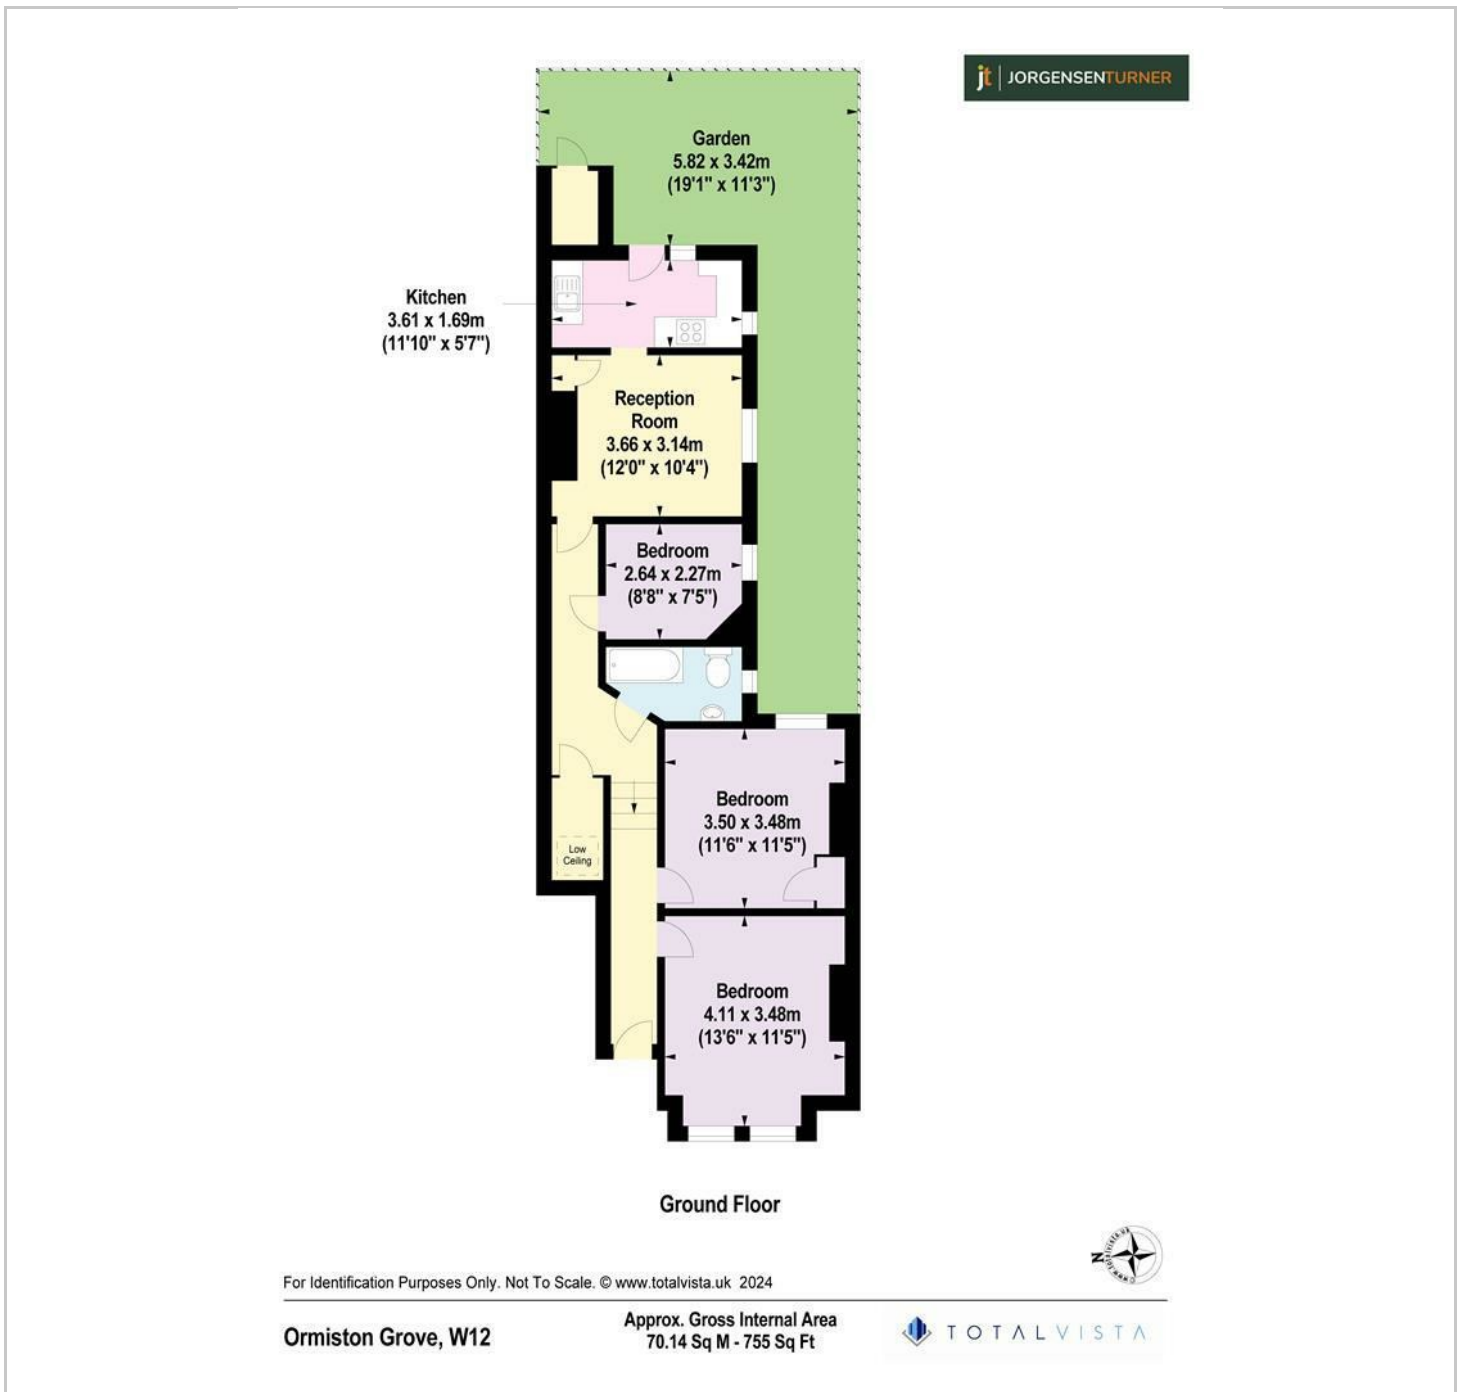 jt JORGENSENTURNER
Garden
5.82 x 3.42m
(19'1" x 11'3")
Kitchen
3.61 x 1.69m
(11'10" x 5'7")
Reception
Room
3.66 x 3.14m
(12'0" x 10'4")
Bedroom
2.64 x 2.27m
(8'8" x 7'5")
Bedroom
3.50 x 3.48m
(11'6" x 11'5")
Low
Ceiling
Bedroom
4.11 x 3.48m
(13'6" x 11'5")
Ground Floor
N
©www.totalvista.uk
For Identification Purposes Only. Not To Scale. © www.totalvista.uk 2024
Ormiston Grove, W12
Approx. Gross Internal Area
70.14 Sq M - 755 Sq Ft
TOTALVISTA